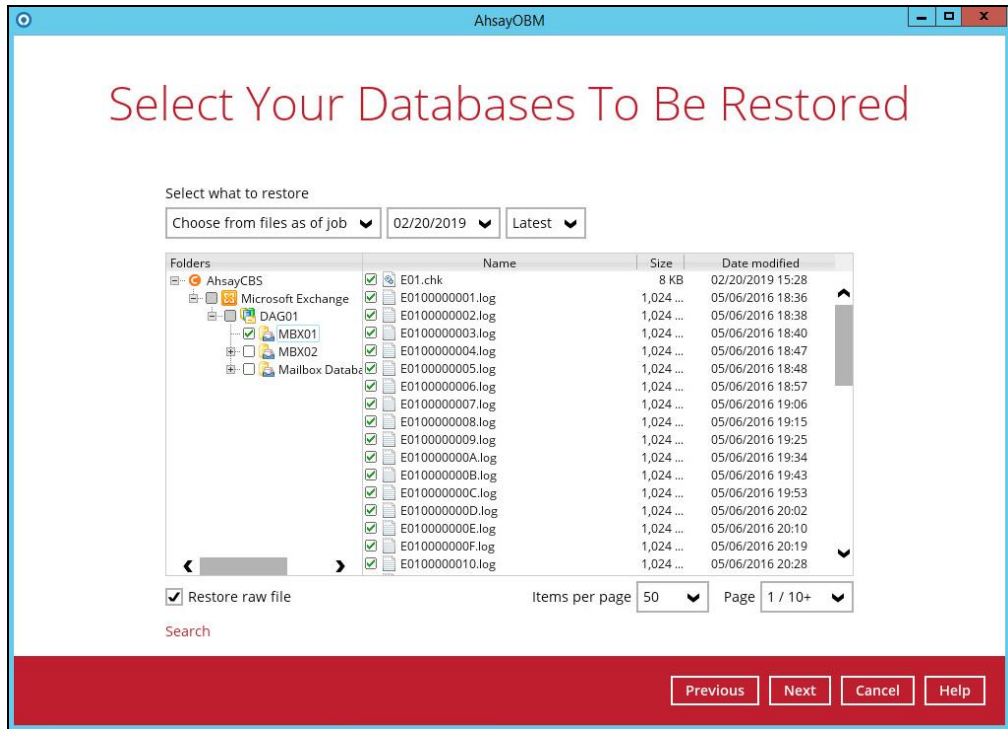 AhsayOBM
Select Your Databases To Be Restored
Select what to restore
Choose from files as of job 02/20/2019 Latest
Folders Name Size Date modified
AhsayCBS E01.chk 8 KB 02/20/2019 15:28
Microsoft Exchange E0100000001.log 1,024 ... 05/06/2016 18:36
DAG01 E0100000002.log 1,024 ... 05/06/2016 18:38
MBX01 E0100000003.log 1,024 ... 05/06/2016 18:40
MBX02 E0100000004.log 1,024 ... 05/06/2016 18:47
Mailbox Databa E0100000005.log 1,024 ... 05/06/2016 18:48
E0100000006.log 1,024 ... 05/06/2016 18:57
E0100000007.log 1,024 ... 05/06/2016 19:06
E0100000008.log 1,024 ... 05/06/2016 19:15
E0100000009.log 1,024 ... 05/06/2016 19:25
E010000000A.log 1,024 ... 05/06/2016 19:34
E010000000B.log 1,024 ... 05/06/2016 19:43
E010000000C.log 1,024 ... 05/06/2016 19:53
E010000000D.log 1,024 ... 05/06/2016 20:02
E010000000E.log 1,024 ... 05/06/2016 20:10
E010000000F.log 1,024 ... 05/06/2016 20:19
E0100000010.log 1,024 ... 05/06/2016 20:28
Restore raw file Items per page 50 Page 1 / 10+
Search
Previous Next Cancel Help